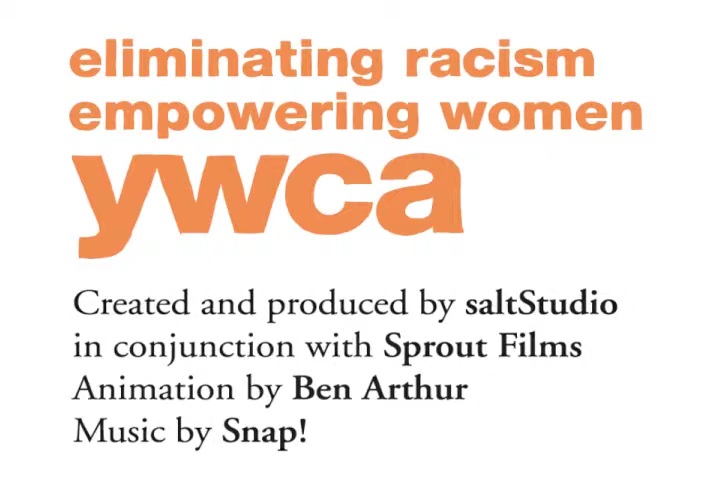 eliminating racism
empowering women
ywca
Created and produced by saltStudio
in conjunction with Sprout Films
Animation by Ben Arthur
Music by Snap!